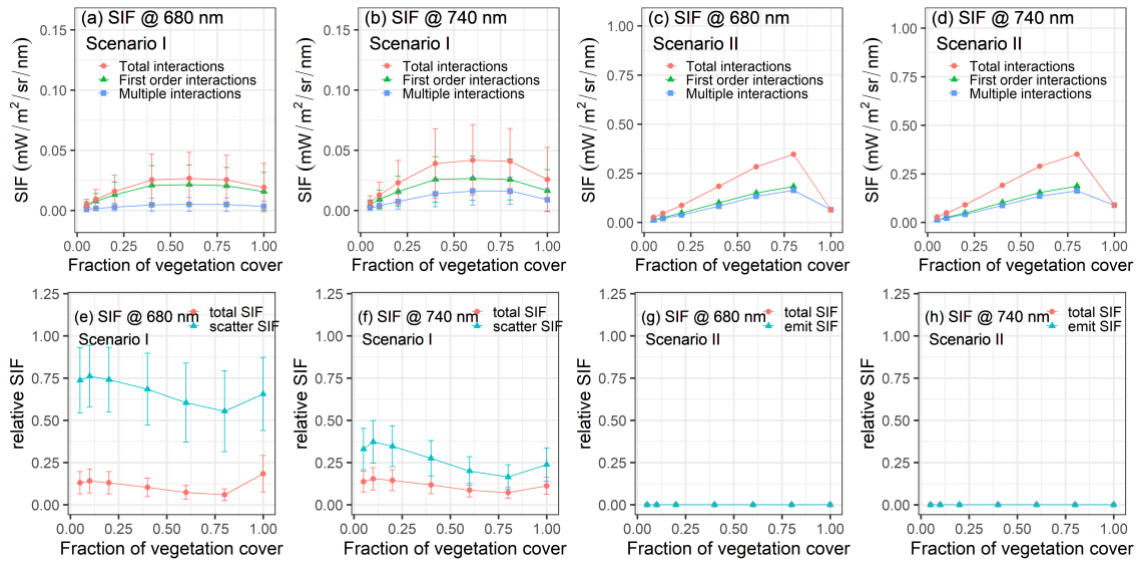 (a) SIF @ 680 nm
Scenario I
Total interactions
First order interactions
Multiple interactions
SIF (mW/m²/sr/nm)
0.15
0.10
0.05
0.00
0.00 0.25 0.50 0.75 1.00
Fraction of vegetation cover
(b) SIF @ 740 nm
Scenario I
Total interactions
First order interactions
Multiple interactions
SIF (mW/m²/sr/nm)
0.15
0.10
0.05
0.00
0.00 0.25 0.50 0.75 1.00
Fraction of vegetation cover
(c) SIF @ 680 nm
Scenario II
Total interactions
First order interactions
Multiple interactions
SIF (mW/m²/sr/nm)
1.00
0.75
0.50
0.25
0.00
0.00 0.25 0.50 0.75 1.00
Fraction of vegetation cover
(d) SIF @ 740 nm
Scenario II
Total interactions
First order interactions
Multiple interactions
SIF (mW/m²/sr/nm)
1.00
0.75
0.50
0.25
0.00
0.00 0.25 0.50 0.75 1.00
Fraction of vegetation cover
(e) SIF @ 680 nm
Scenario I
total SIF
scatter SIF
relative SIF
1.25
1.00
0.75
0.50
0.25
0.00
0.00 0.25 0.50 0.75 1.00
Fraction of vegetation cover
(f) SIF @ 740 nm
Scenario I
total SIF
scatter SIF
relative SIF
1.25
1.00
0.75
0.50
0.25
0.00
0.00 0.25 0.50 0.75 1.00
Fraction of vegetation cover
(g) SIF @ 680 nm
Scenario II
total SIF
emit SIF
relative SIF
1.25
1.00
0.75
0.50
0.25
0.00
0.00 0.25 0.50 0.75 1.00
Fraction of vegetation cover
(h) SIF @ 740 nm
Scenario II
total SIF
emit SIF
relative SIF
1.25
1.00
0.75
0.50
0.25
0.00
0.00 0.25 0.50 0.75 1.00
Fraction of vegetation cover